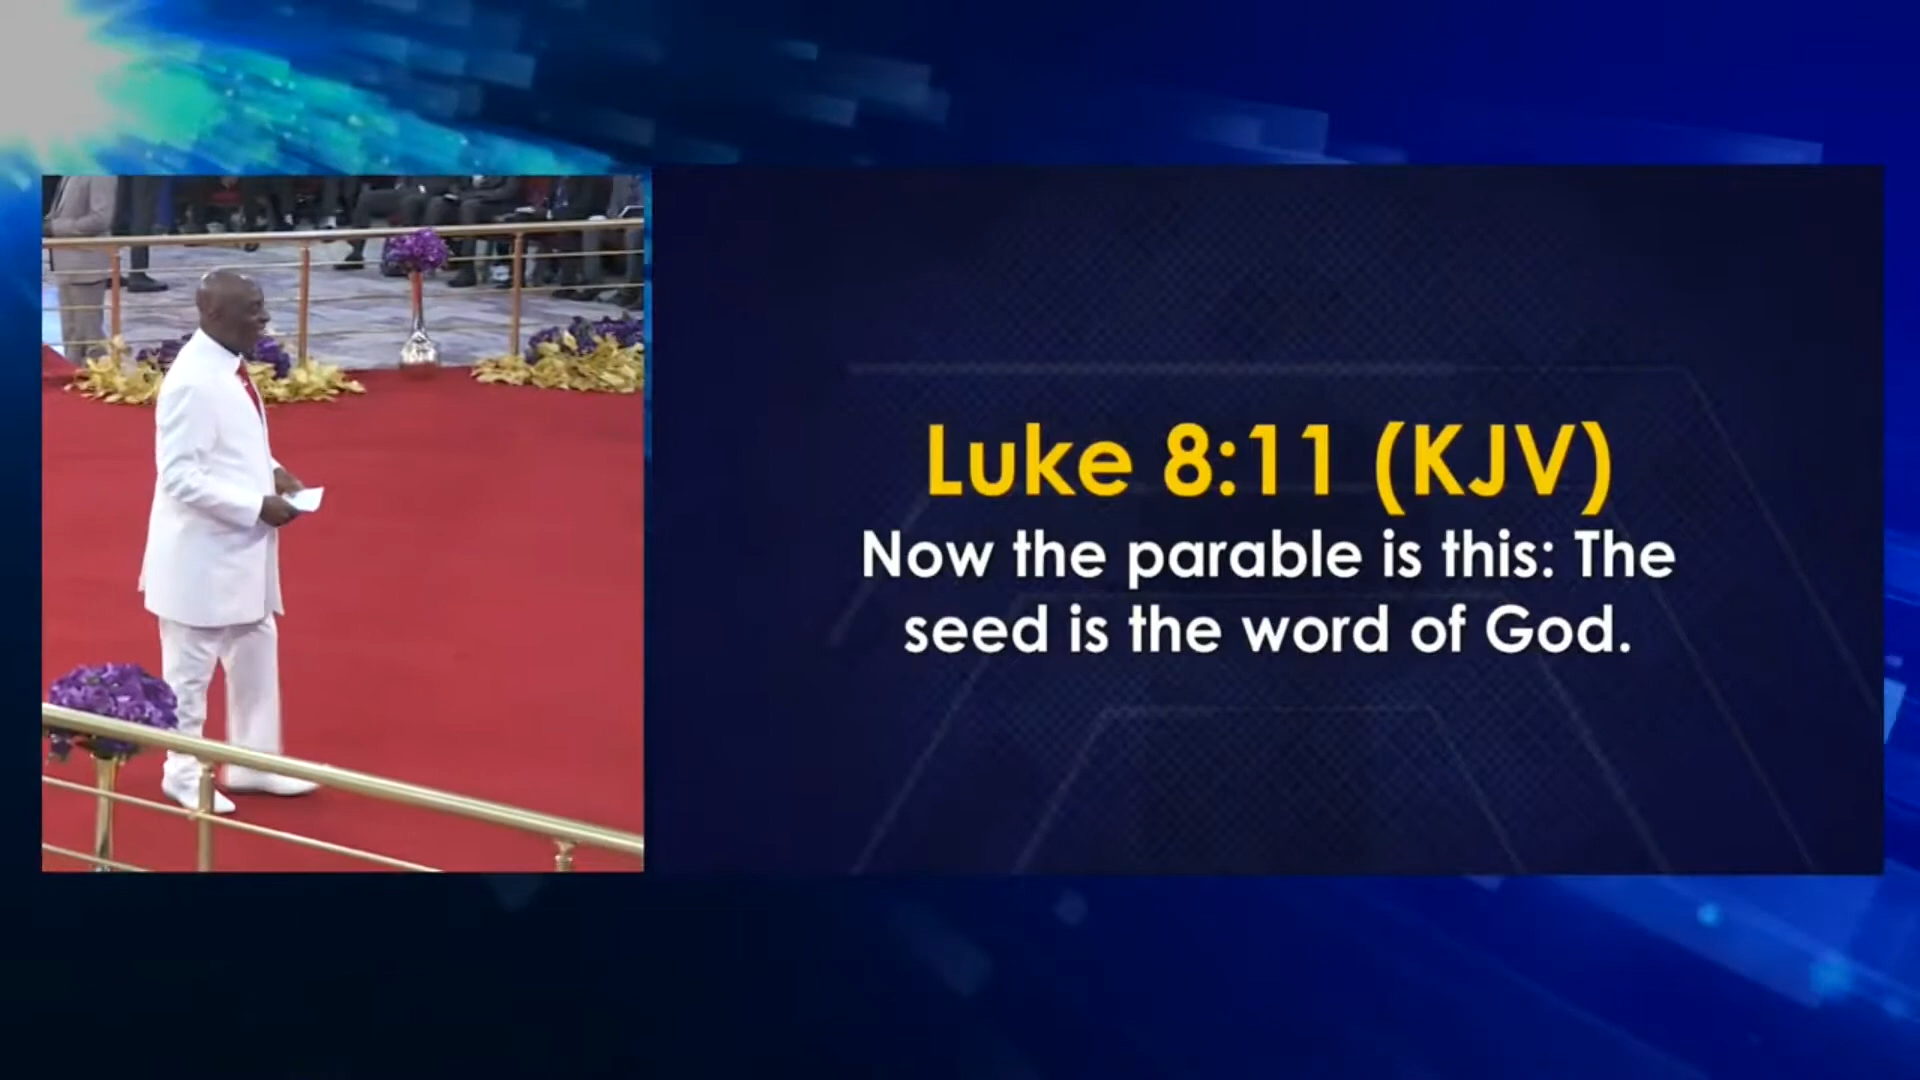 Luke 8:11 (KJV)
Now the parable is this: The
seed is the word of God.